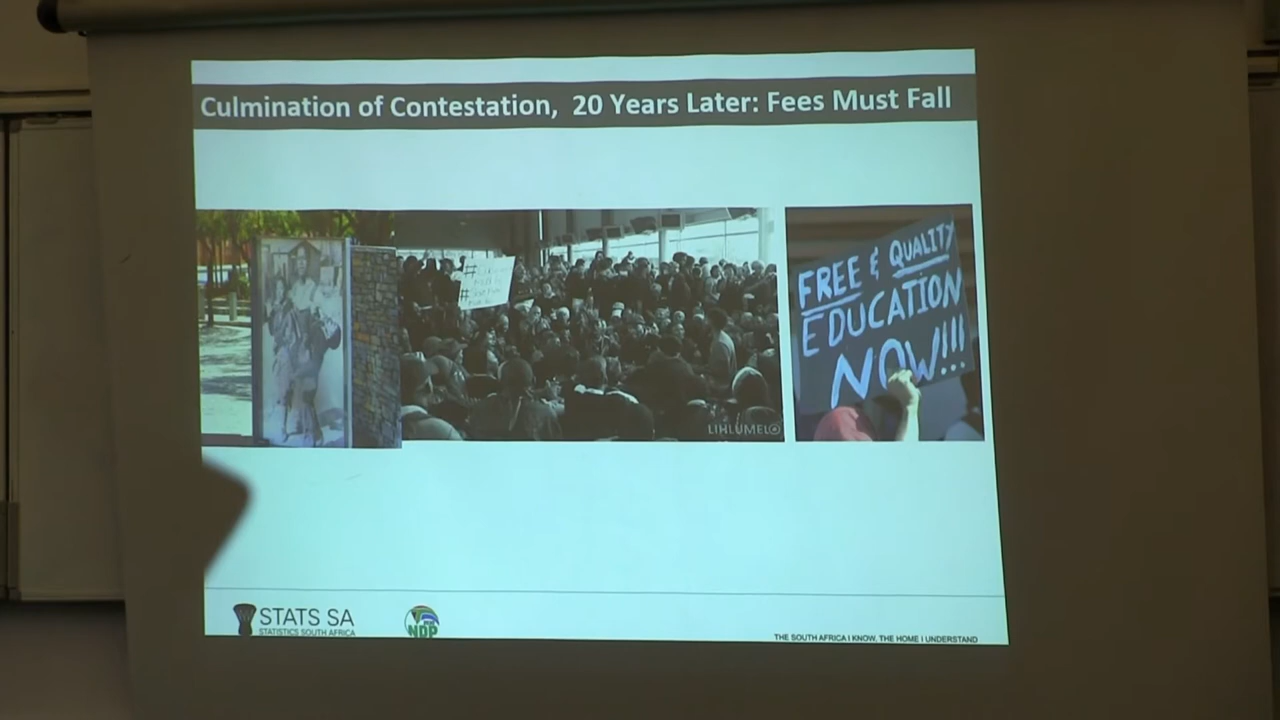 Culmination of Contestation, 20 Years Later: Fees Must Fall
FREE & QUALITY
EDUCATION
NOW!!!
LIHLUMELO
STATS SA
STATISTICS SOUTH AFRICA
NDP
THE SOUTH AFRICA I KNOW, THE HOME I UNDERSTAND